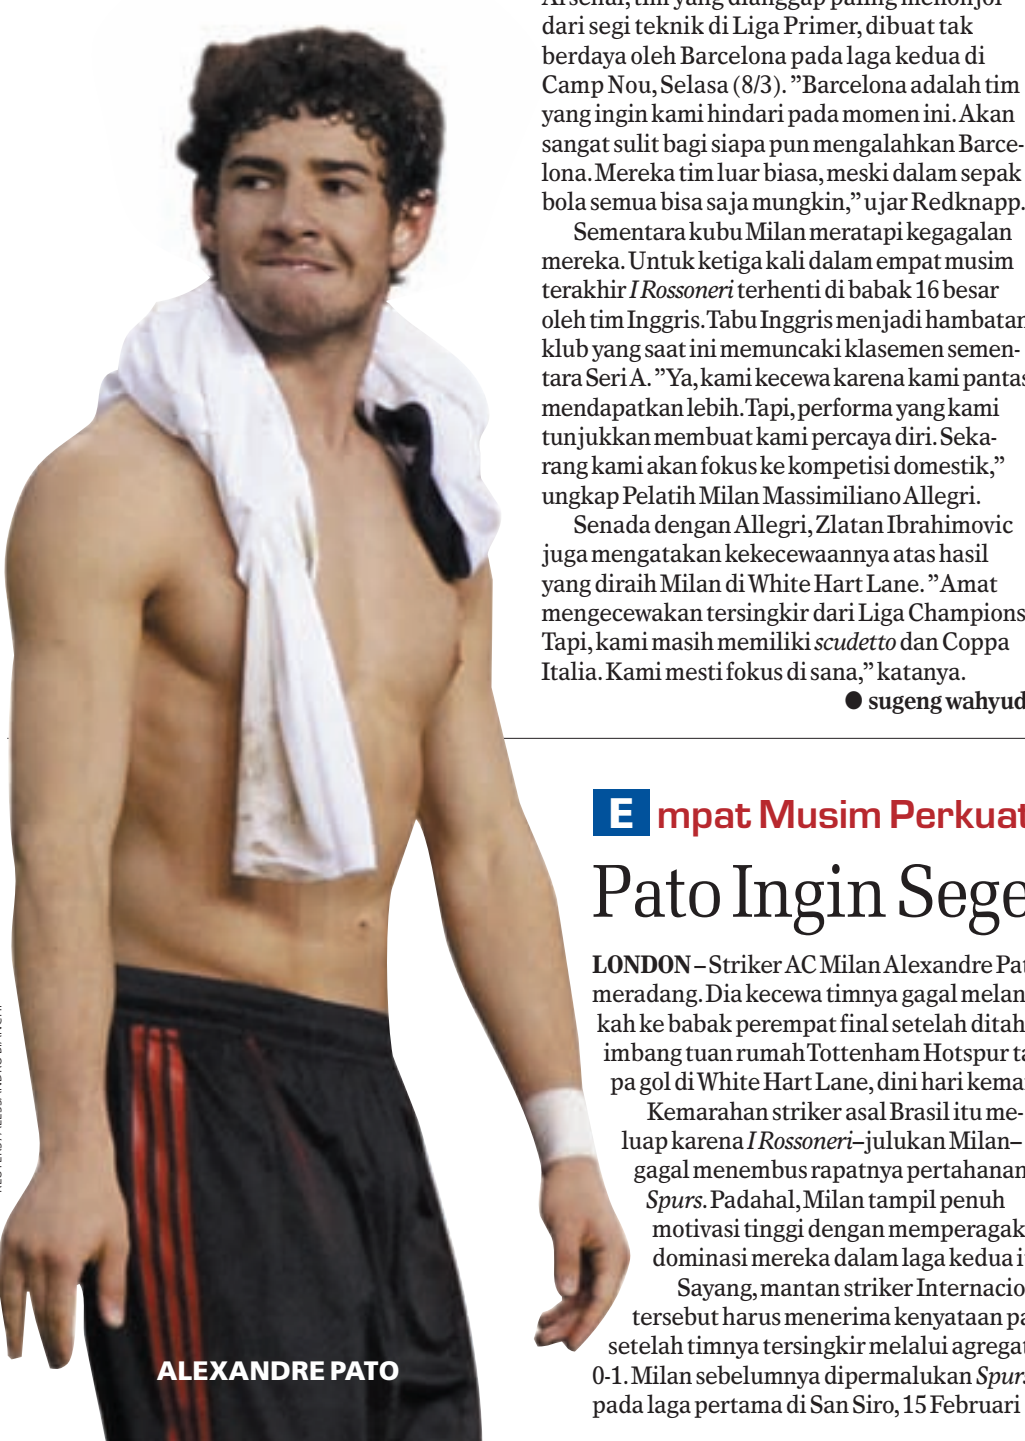 dari segi teknik di Liga Primer, dibuat tak
berdaya oleh Barcelona pada laga kedua di
Camp Nou, Selasa (8/3). ”Barcelona adalah tim
yang ingin kami hindari pada momen ini. Akan
sangat sulit bagi siapa pun mengalahkan Barce-
lona. Mereka tim luar biasa, meski dalam sepak
bola semua bisa saja mungkin,” ujar Redknapp.
Sementara kubu Milan meratapi kegagalan
mereka. Untuk ketiga kali dalam empat musim
terakhir I Rossoneri terhenti di babak 16 besar
oleh tim Inggris. Tabu Inggris menjadi hambatan
klub yang saat ini memuncaki klasemen semen-
tara Seri A. ”Ya, kami kecewa karena kami pantas
mendapatkan lebih. Tapi, performa yang kami
tunjukkan membuat kami percaya diri. Seka-
rang kami akan fokus ke kompetisi domestik,”
ungkap Pelatih Milan Massimiliano Allegri.
Senada dengan Allegri, Zlatan Ibrahimovic
juga mengatakan kekecewaannya atas hasil
yang diraih Milan di White Hart Lane. ”Amat
mengecewakan tersingkir dari Liga Champions
Tapi, kami masih memiliki scudetto dan Coppa
Italia. Kami mesti fokus di sana,” katanya.
● sugeng wahyud
Empat Musim Perkuat
Pato Ingin Sege
LONDON – Striker AC Milan Alexandre Pat
meradang. Dia kecewa timnya gagal melan
kah ke babak perempat final setelah ditah
imbang tuan rumah Tottenham Hotspur ta
pa gol di White Hart Lane, dini hari kema
Kemarahan striker asal Brasil itu me-
luap karena I Rossoneri–julukan Milan–
gagal menembus rapatnya pertahanan
Spurs. Padahal, Milan tampil penuh
motivasi tinggi dengan memperagak
dominasi mereka dalam laga kedua i
Sayang, mantan striker Internacio
tersebut harus menerima kenyataan pa
setelah timnya tersingkir melalui agregat
0-1. Milan sebelumnya dipermalukan Spur
pada laga pertama di San Siro, 15 Februari
ALEXANDRE PATO